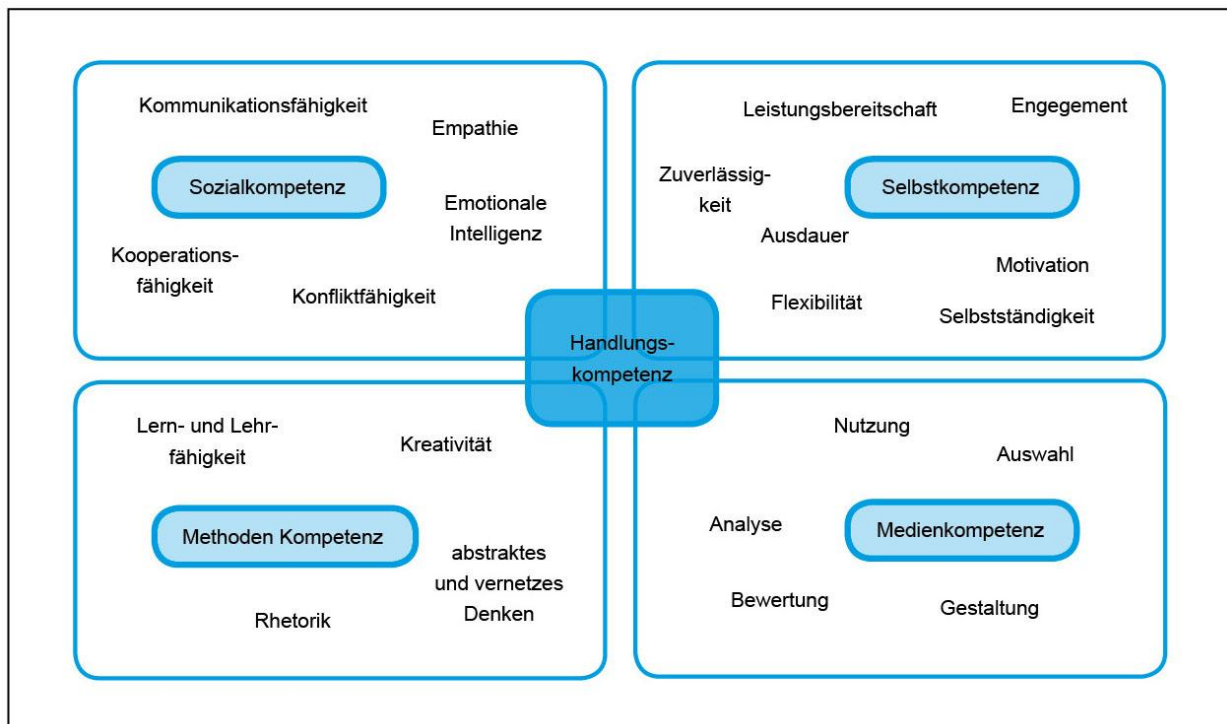 Kommunikationsfähigkeit
Empathie
Sozialkompetenz
Emotionale
Intelligenz
Kooperations-
fähigkeit
Konfliktfähigkeit
Leistungsbereitschaft
Engegement
Zuverlässig-
keit
Selbstkompetenz
Ausdauer
Motivation
Flexibilität
Selbstständigkeit
Handlungs-
kompetenz
Lern- und Lehr-
fähigkeit
Kreativität
Methoden Kompetenz
abstraktes
und vernetzes
Denken
Rhetorik
Nutzung
Auswahl
Analyse
Medienkompetenz
Bewertung
Gestaltung